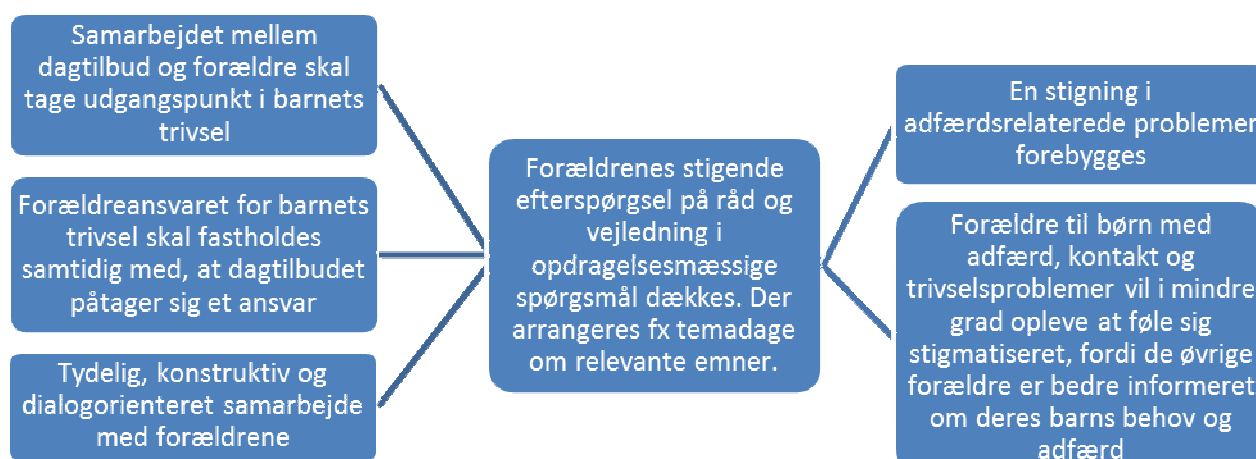 Samarbejdet mellem
dagtilbud og forældre skal
tage udgangspunkt i barnets
trivsel
Forældreansvaret for barnets
trivsel skal fastholdes
samtidig med, at dagtilbudet
påtager sig et ansvar
Tydelig, konstruktiv og
dialogorienteret samarbejde
med forældrene
Forældrenes stigende
efterspørgsel på råd og
vejledning i
opdragelsesmæssige
spørgsmål dækkes. Der
arrangeres fx temadage
om relevante emner.
En stigning i
adfærdsrelaterede problemer
forebygges
Forældre til børn med
adfærd, kontakt og
trivselsproblemer vil i mindre
grad opleve at føle sig
stigmatiseret, fordi de øvrige
forældre er bedre informeret
om deres barns behov og
adfærd